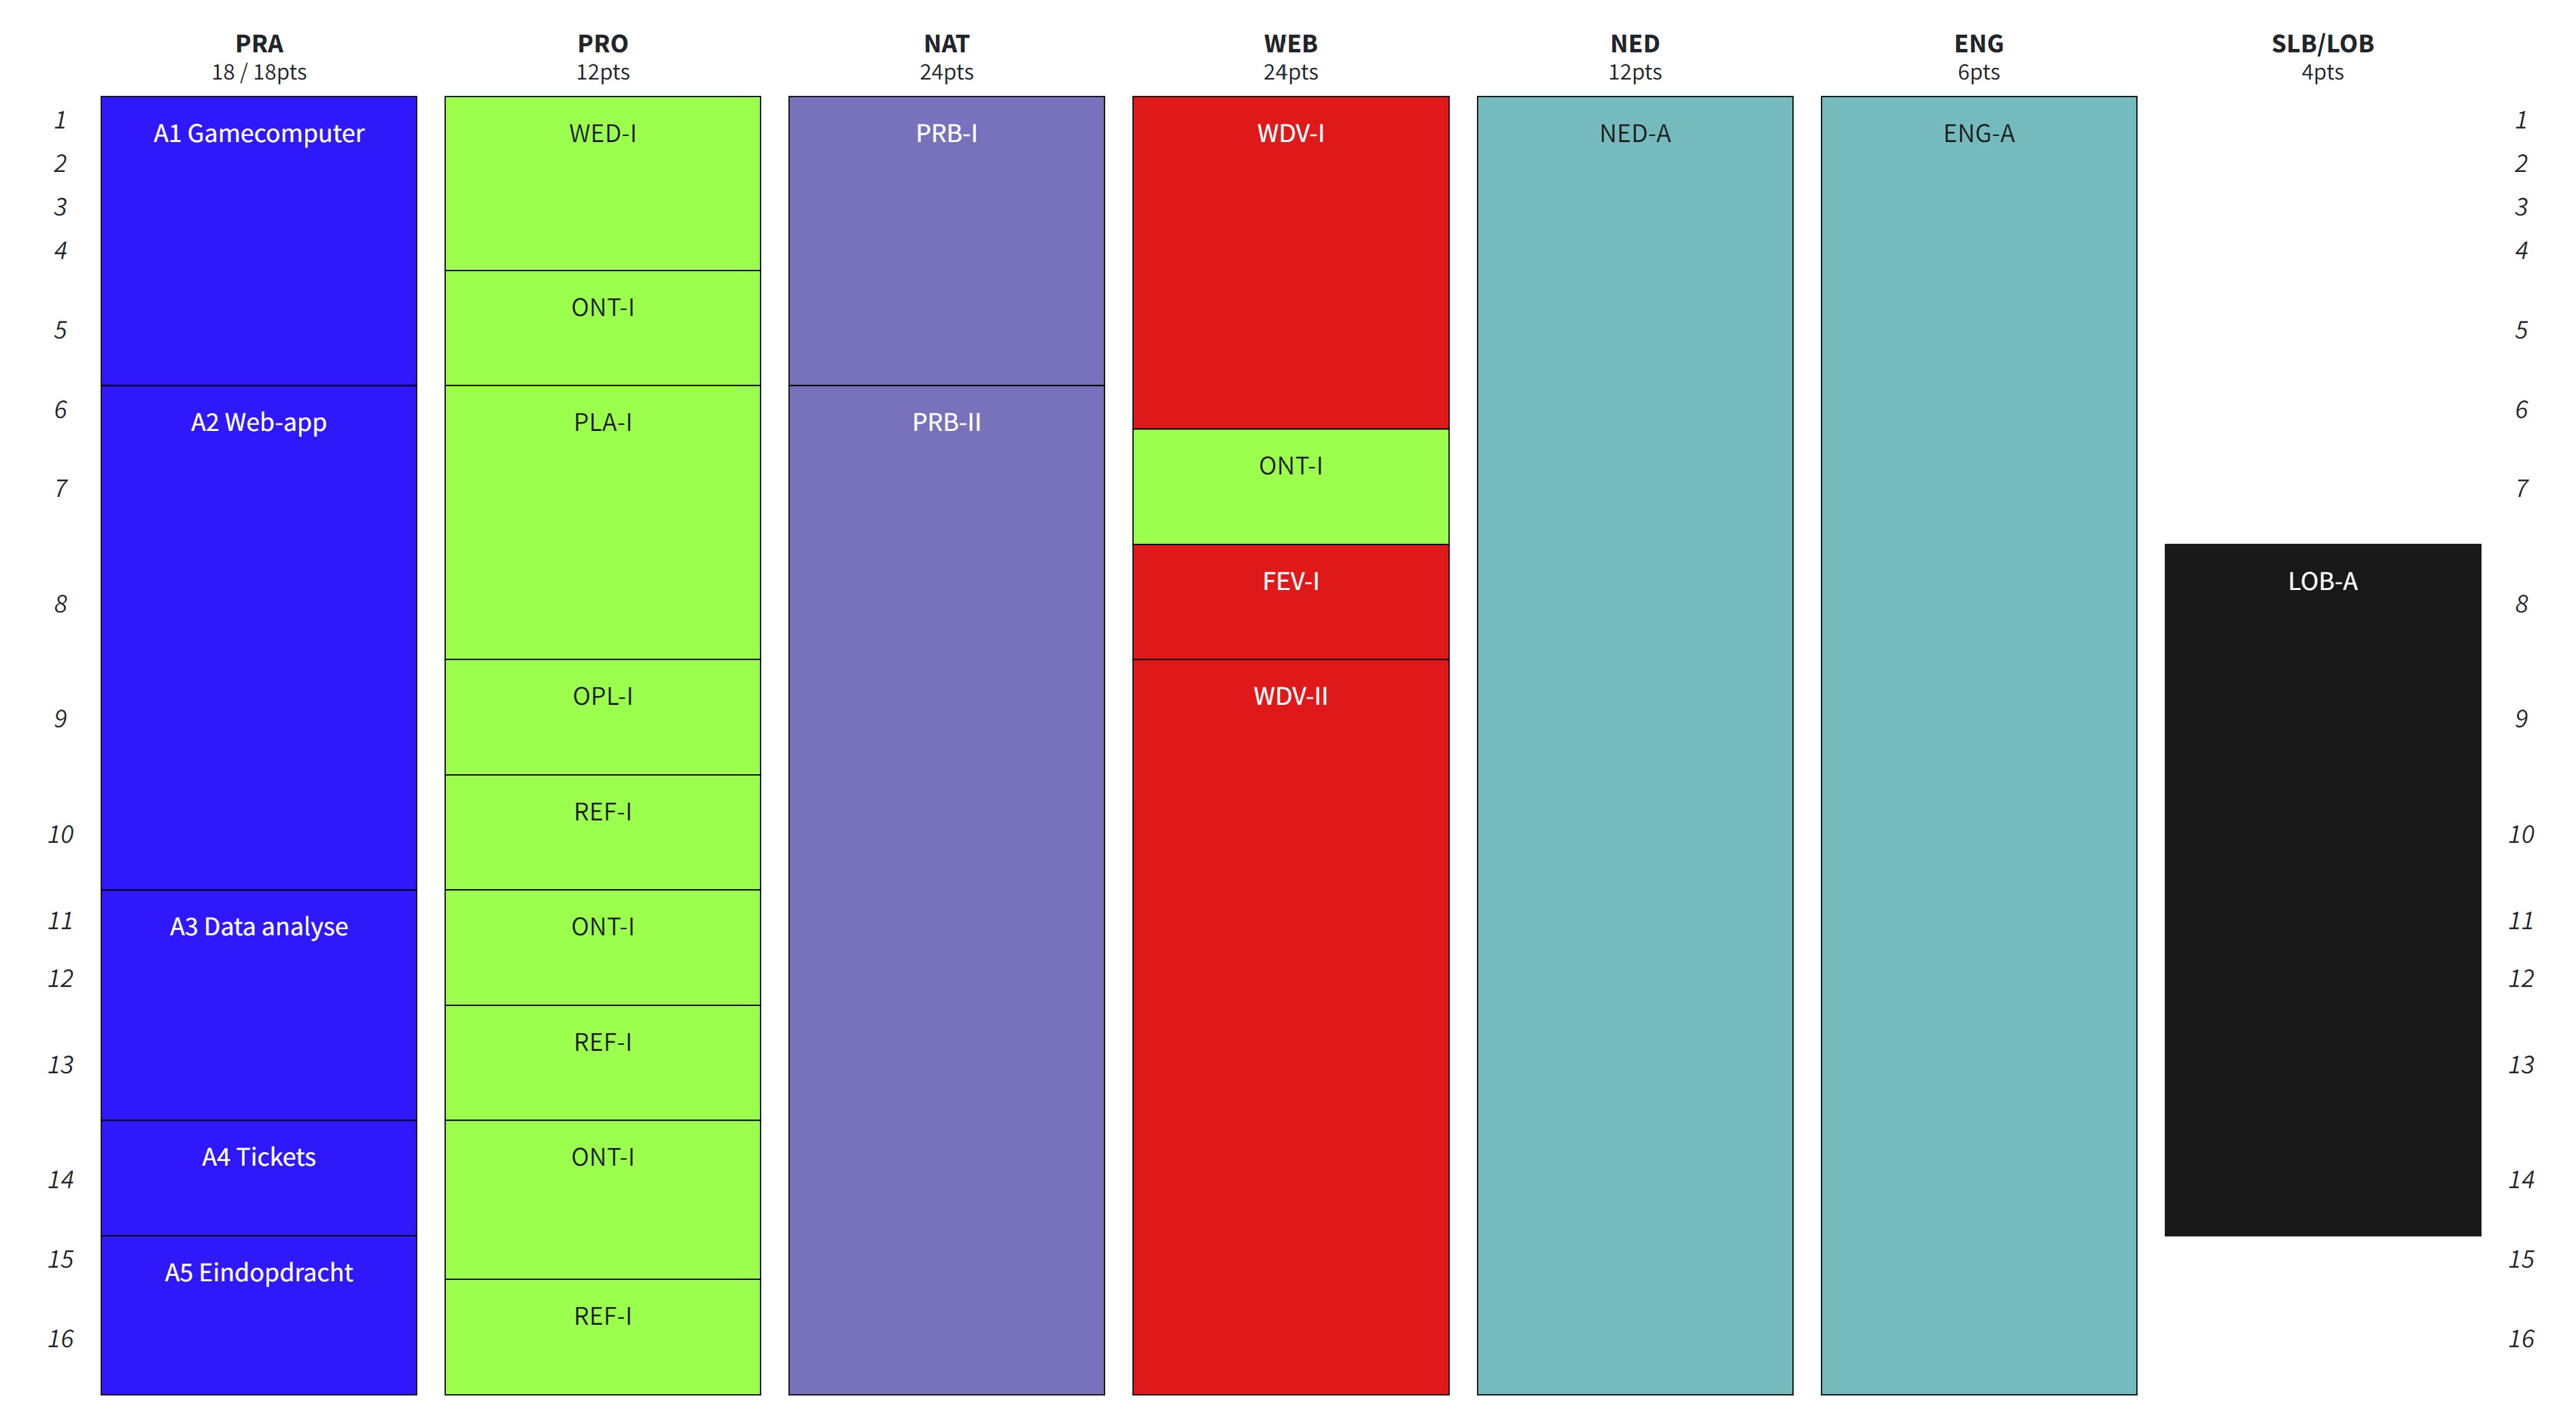 PRA
18 / 18pts
PRO
12pts
NAT
24pts
WEB
24pts
NED
12pts
ENG
6pts
SLB/LOB
4pts
1
2
3
4
5
6
7
8
9
10
11
12
13
14
15
16
A1 Gamecomputer
A2 Web-app
A3 Data analyse
A4 Tickets
A5 Eindopdracht
WED-I
ONT-I
PLA-I
OPL-I
REF-I
ONT-I
REF-I
ONT-I
REF-I
PRB-I
PRB-II
WDV-I
ONT-I
FEV-I
WDV-II
NED-A
ENG-A
LOB-A
1
2
3
4
5
6
7
8
9
10
11
12
13
14
15
16